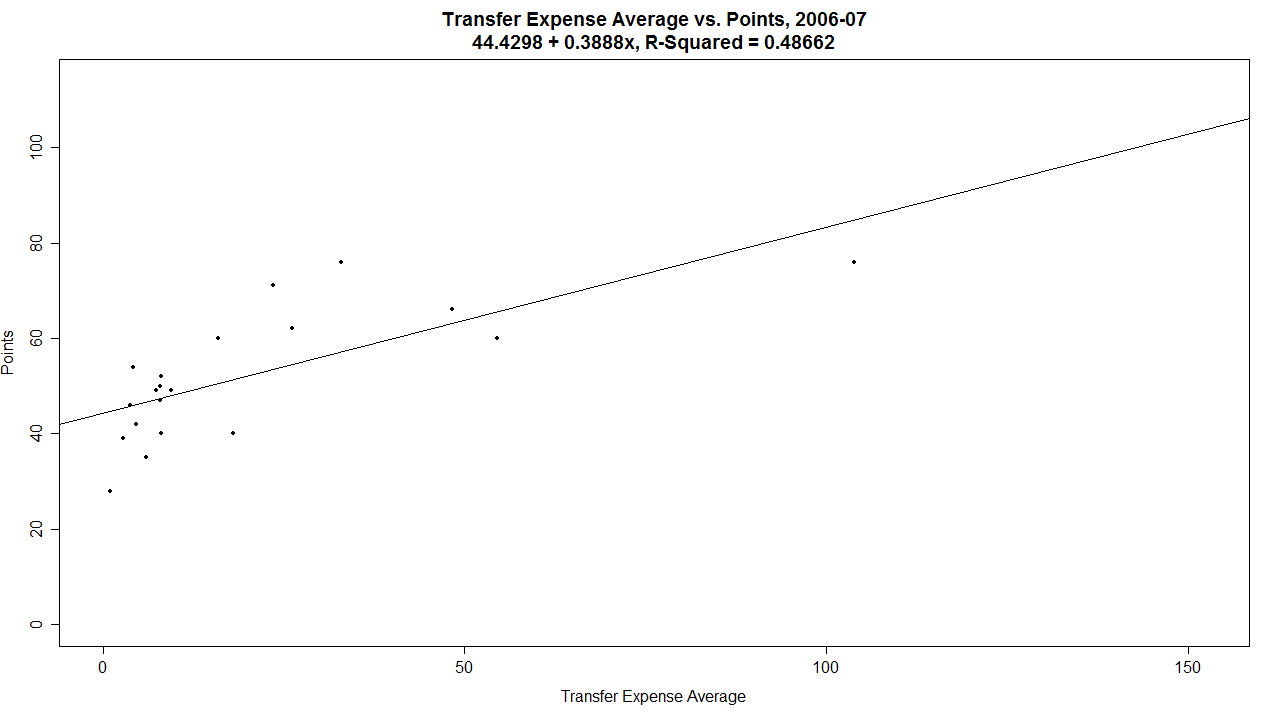 Transfer Expense Average vs. Points, 2006-07
44.4298 + 0.3888x, R-Squared = 0.48662
100
80
60
40
20
0
Points
0 50 100 150
Transfer Expense Average